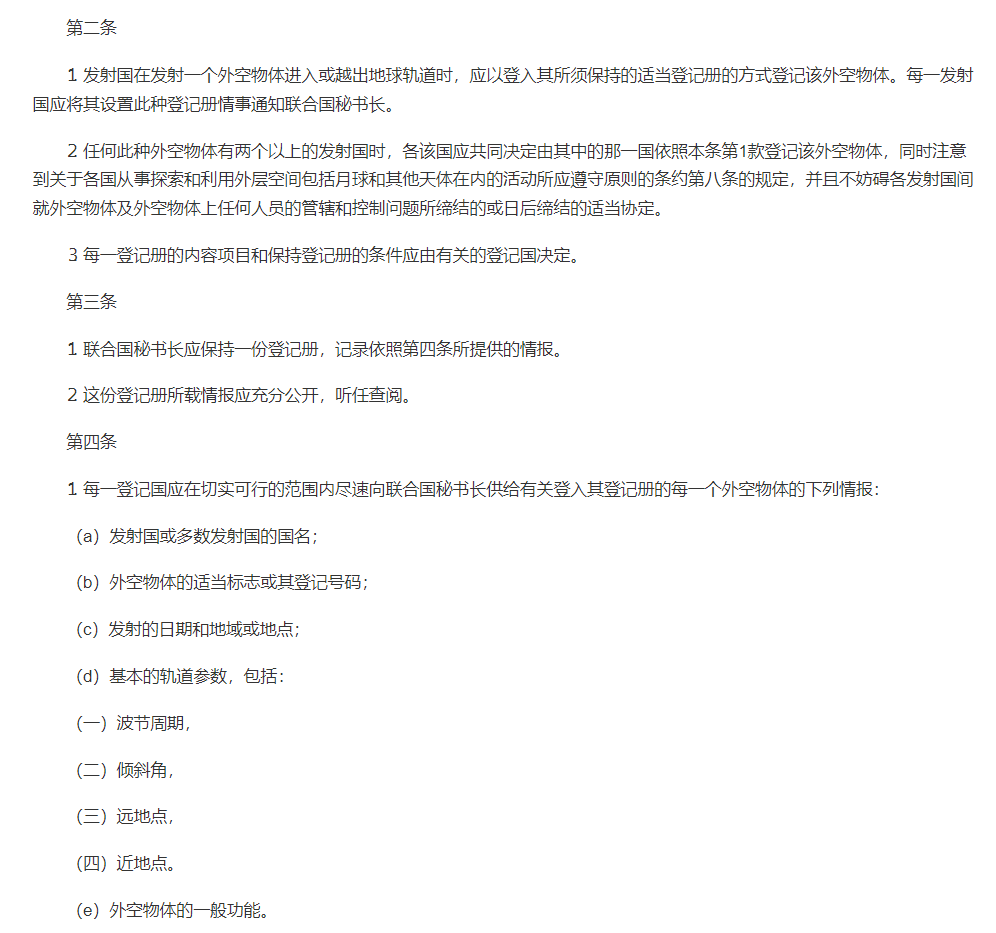 第二条
1 发射国在发射一个外空物体进入或越出地球轨道时，应以登入其所须保持的适当登记册的方式登记该外空物体。每一发射
国应将其设置此种登记册情事通知联合国秘书长。
2 任何此种外空物体有两个以上的发射国时，各该国应共同决定由其中的那一国依照本条第1款登记该外空物体，同时注意
到关于各国从事探索和利用外层空间包括月球和其他天体在内的活动所应遵守原则的条约第八条的规定，并且不妨碍各发射国间
就外空物体及外空物体上任何人员的管辖和控制问题所缔结的或日后缔结的适当协定。
3 每一登记册的内容项目和保持登记册的条件应由有关的登记国决定。
第三条
1 联合国秘书长应保持一份登记册，记录依照第四条所提供的情报。
2 这份登记册所载情报应充分公开，听任查阅。
第四条
1 每一登记国应在切实可行的范围内尽速向联合国秘书长供给有关登入其登记册的每一个外空物体的下列情报：
（a）发射国或多数发射国的国名；
（b）外空物体的适当标志或其登记号码；
（c）发射的日期和地域或地点；
（d）基本的轨道参数，包括：
（一）波节周期，
（二）倾斜角，
（三）远地点，
（四）近地点。
（e）外空物体的一般功能。